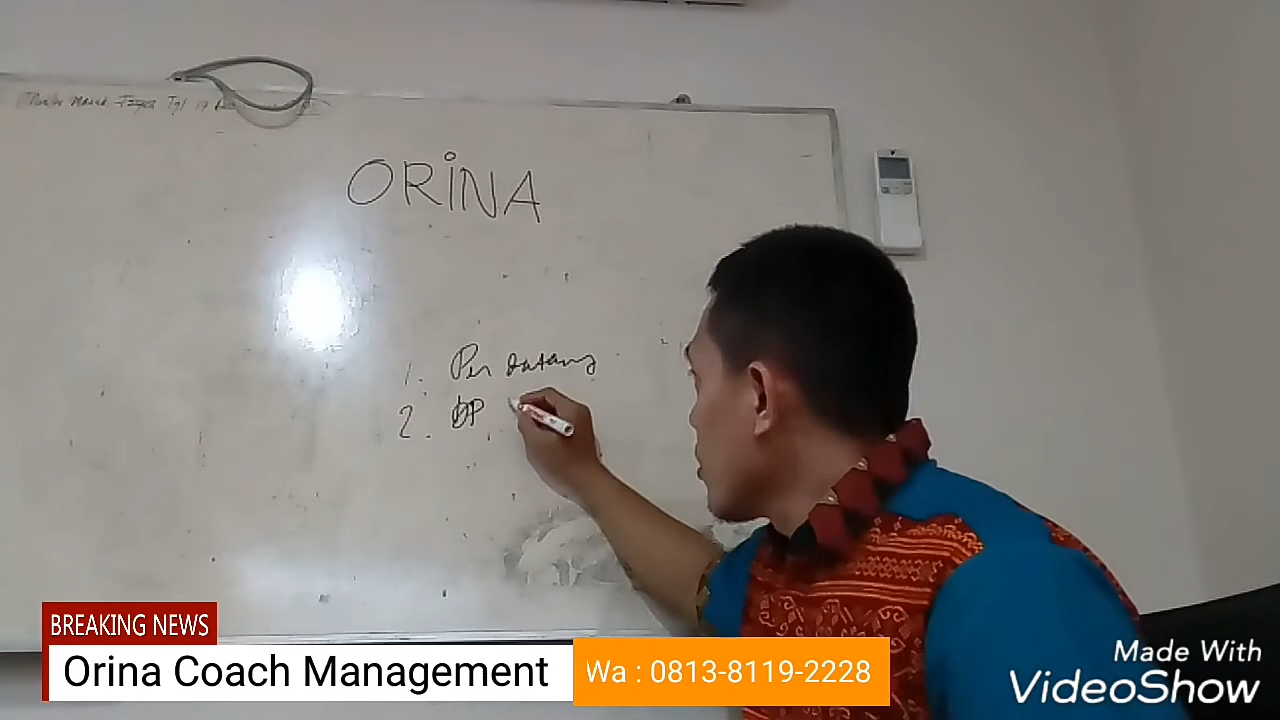 ORINA
1. Per datang
2. DP
BREAKING NEWS
Orina Coach Management
Wa : 0813-8119-2228
Made With
VideoShow